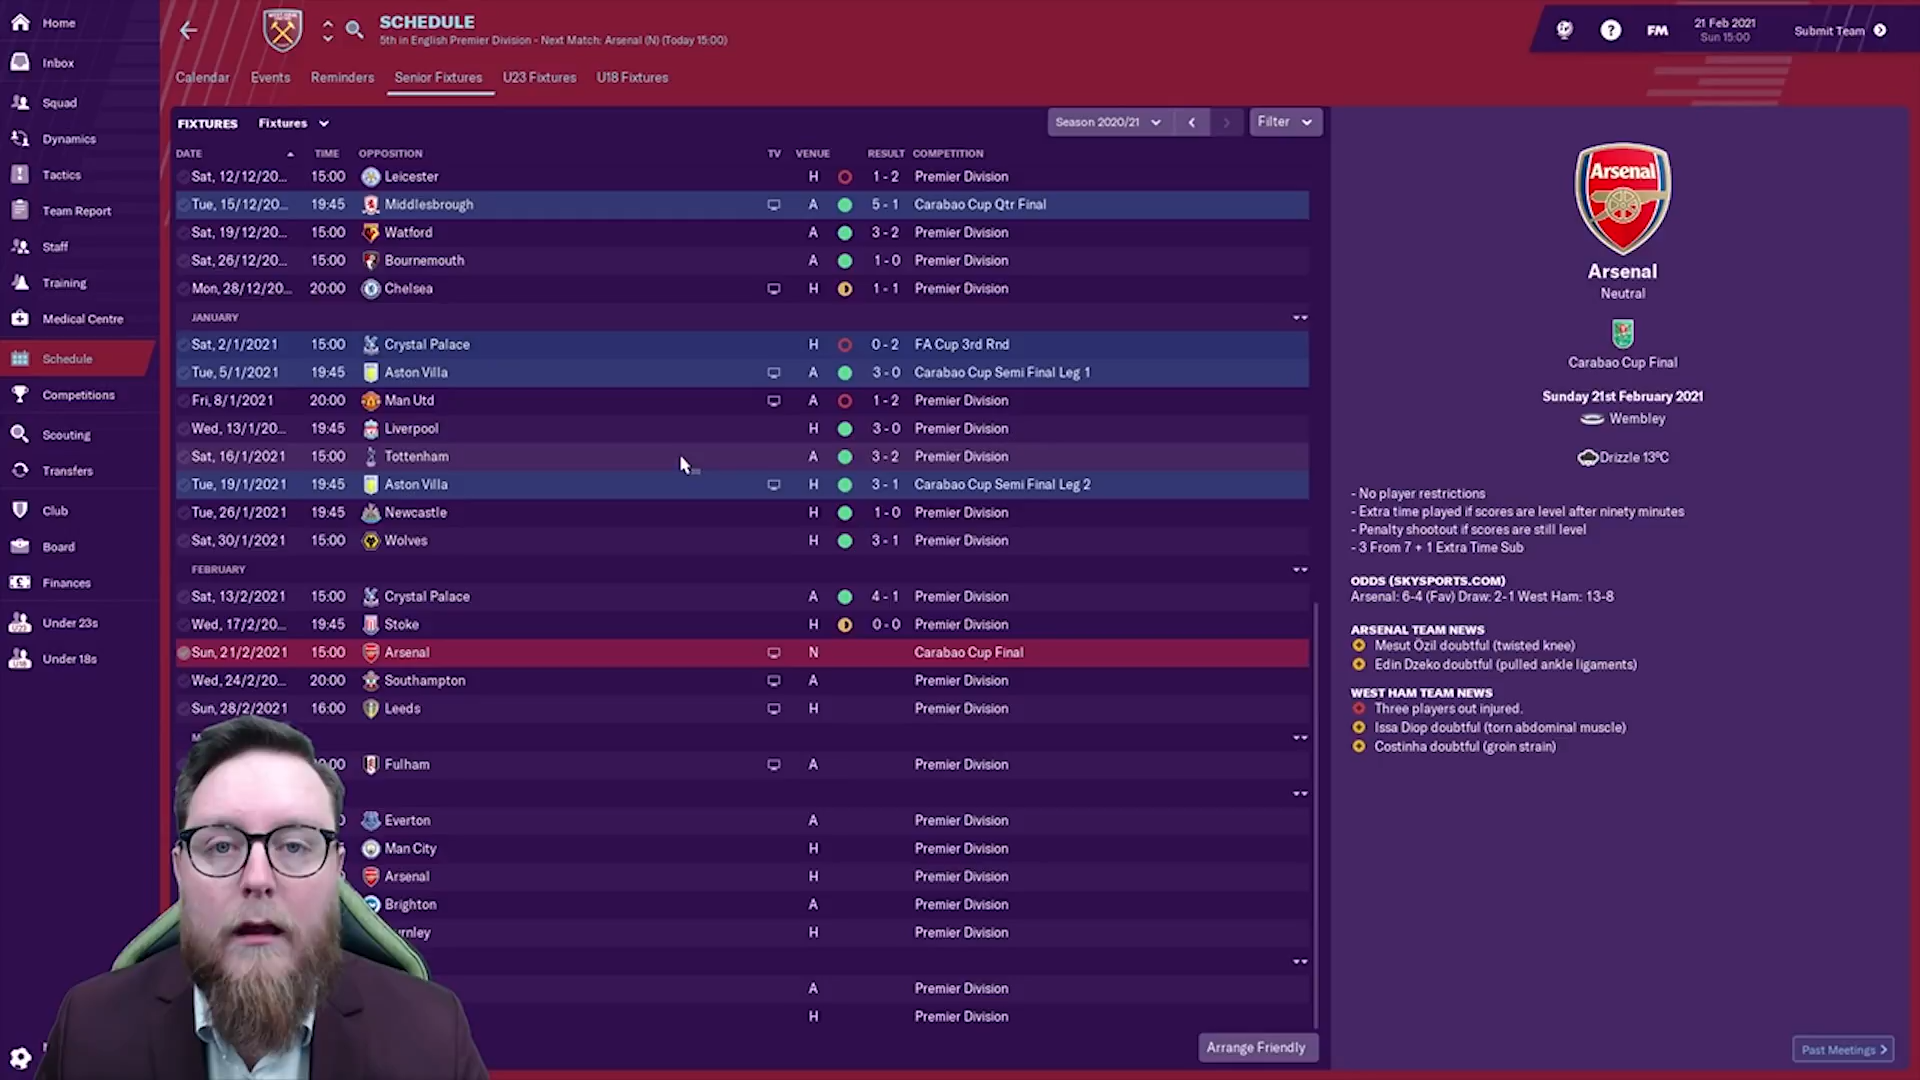 Home
Inbox
Squad
Dynamics
Tactics
Team Report
Staff
Training
Medical Centre
Schedule
Competitions
Scouting
Transfers
Club
Board
Finances
Under 23s
Under 18s
SCHEDULE
5th in English Premier Division - Next Match: Arsenal (N) (Today 15:00)
FM
21 Feb 2021
Sun 15:00
Submit Team
Calendar Events Reminders Senior Fixtures U23 Fixtures U18 Fixtures
FIXTURES Fixtures Season 2020/21 Filter
DATE TIME OPPOSITION TV VENUE RESULT COMPETITION
Sat, 12/12/20... 15:00 Leicester H 1 - 2 Premier Division
Tue, 15/12/20... 19:45 Middlesbrough A 5 - 1 Carabao Cup Qtr Final
Sat, 19/12/20... 15:00 Watford A 3 - 2 Premier Division
Sat, 26/12/20... 15:00 Bournemouth A 1 - 0 Premier Division
Mon, 28/12/20... 20:00 Chelsea H 1 - 1 Premier Division
JANUARY
Sat, 2/1/2021 15:00 Crystal Palace H 0 - 2 FA Cup 3rd Rnd
Tue, 5/1/2021 19:45 Aston Villa A 3 - 0 Carabao Cup Semi Final Leg 1
Fri, 8/1/2021 20:00 Man Utd A 1 - 2 Premier Division
Wed, 13/1/20... 19:45 Liverpool H 3 - 0 Premier Division
Sat, 16/1/2021 15:00 Tottenham A 3 - 2 Premier Division
Tue, 19/1/2021 19:45 Aston Villa H 3 - 1 Carabao Cup Semi Final Leg 2
Tue, 26/1/2021 19:45 Newcastle H 1 - 0 Premier Division
Sat, 30/1/2021 15:00 Wolves H 3 - 1 Premier Division
FEBRUARY
Sat, 13/2/2021 15:00 Crystal Palace A 4 - 1 Premier Division
Wed, 17/2/20... 19:45 Stoke H 0 - 0 Premier Division
Sun, 21/2/2021 15:00 Arsenal N Carabao Cup Final
Wed, 24/2/20... 20:00 Southampton A Premier Division
Sun, 28/2/2021 16:00 Leeds H Premier Division
Fulham A Premier Division
Everton A Premier Division
Man City H Premier Division
Arsenal H Premier Division
Brighton A Premier Division
H Premier Division
A Premier Division
H Premier Division
Arrange Friendly
Arsenal
Arsenal
Neutral
Carabao Cup Final
Sunday 21st February 2021
Wembley
Drizzle 13ºC
- No player restrictions
- Extra time played if scores are level after ninety minutes
- Penalty shootout if scores are still level
- 3 From 7 + 1 Extra Time Sub
ODDS (SKYSPORTS.COM)
Arsenal: 6-4 (Fav) Draw: 2-1 West Ham: 13-8
ARSENAL TEAM NEWS
Mesut Özil doubtful (twisted knee)
Edin Dzeko doubtful (pulled ankle ligaments)
WEST HAM TEAM NEWS
Three players out injured.
Issa Diop doubtful (torn abdominal muscle)
Costinha doubtful (groin strain)
Past Meetings